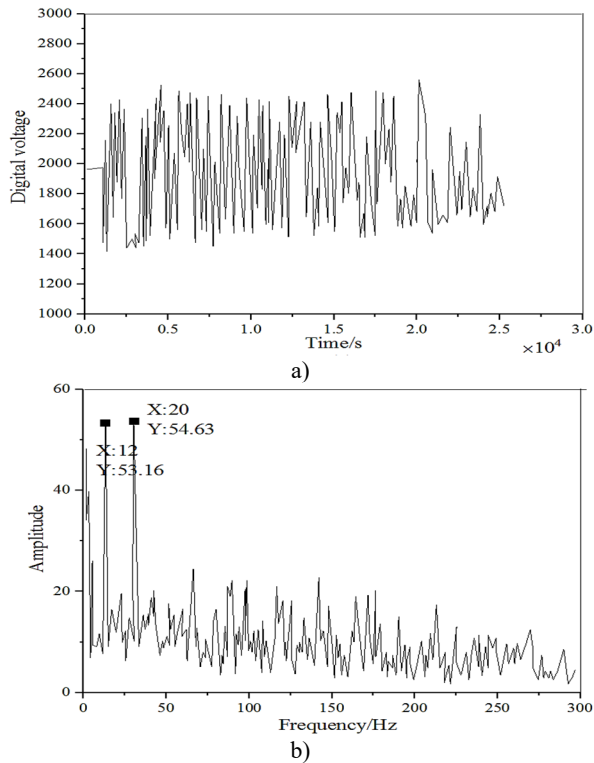 3000
2800
2600
2400
2200
2000
1800
1600
1400
1200
1000
Digital voltage
0.0 0.5 1.0 1.5 2.0 2.5 3.0
Time/s
×10⁴
a)
60
40
20
0
Amplitude
X:20
Y:54.63
X:12
Y:53.16
0 50 100 150 200 250 300
Frequency/Hz
b)